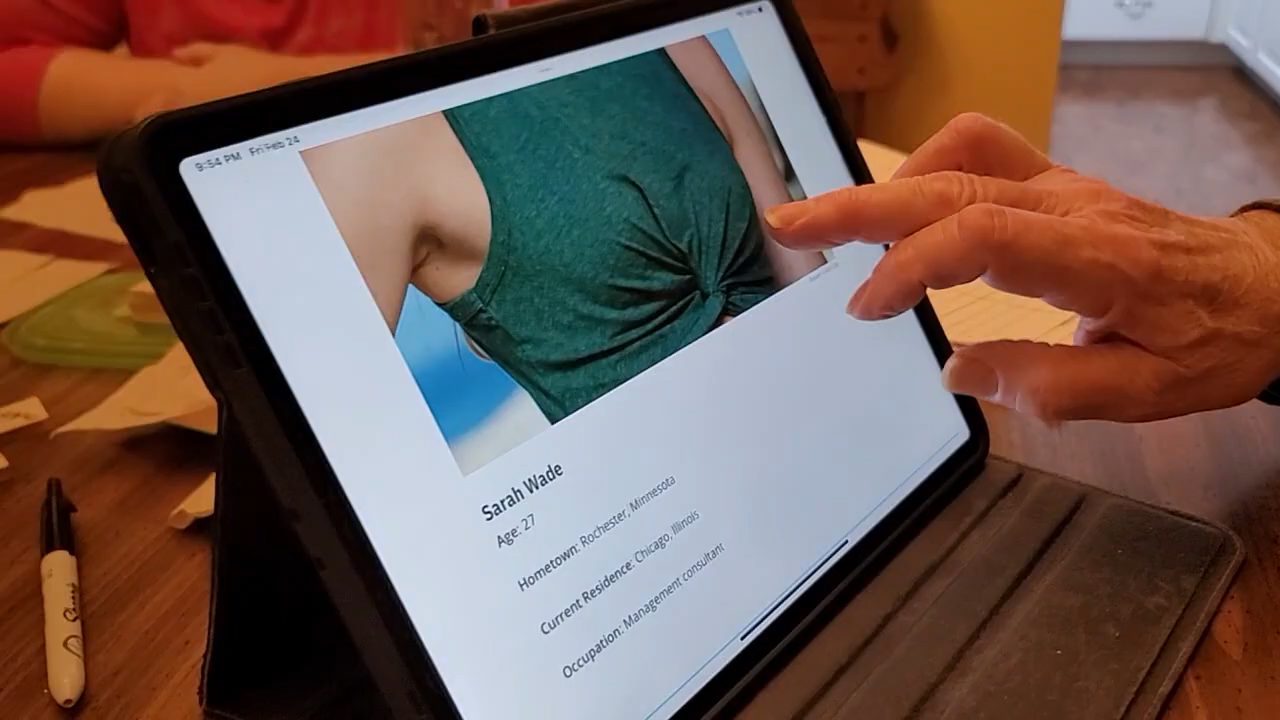 9:54 PM Fri Feb 24
Sarah Wade
Age: 27
Hometown: Rochester, Minnesota
Current Residence: Chicago, Illinois
Occupation: Management consultant